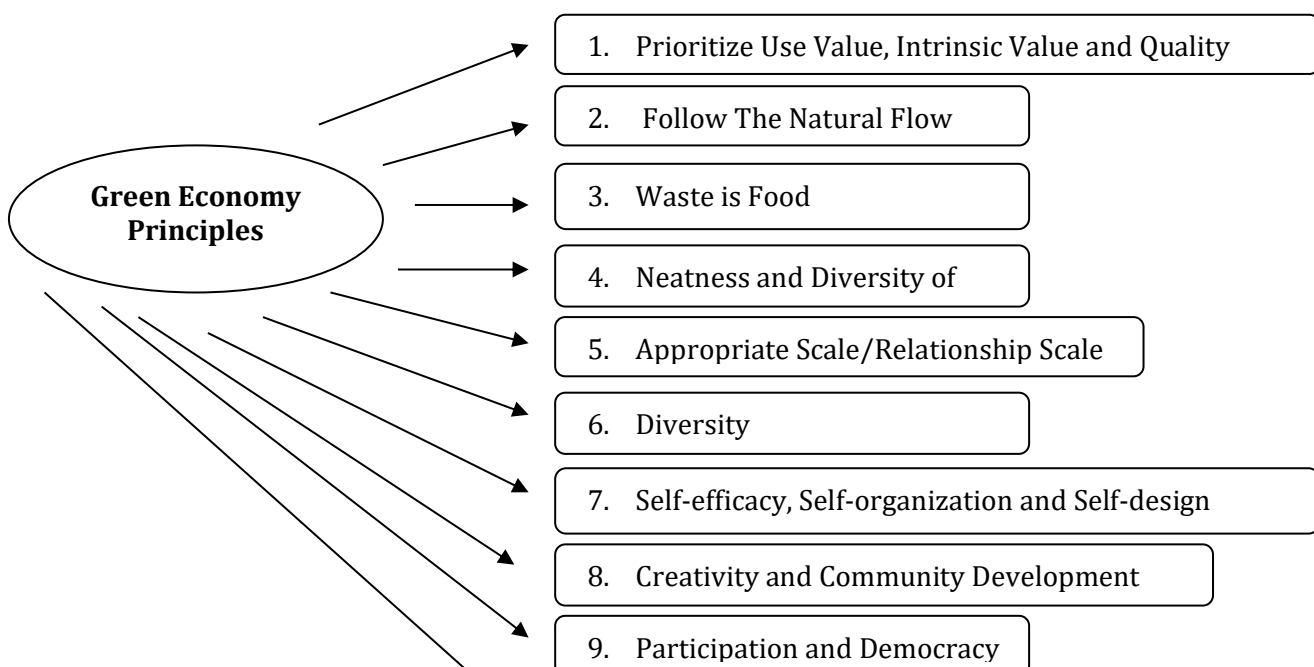 1. Prioritize Use Value, Intrinsic Value and Quality
2. Follow The Natural Flow
Green Economy
Principles
3. Waste is Food
4. Neatness and Diversity of
5. Appropriate Scale/Relationship Scale
6. Diversity
7. Self-efficacy, Self-organization and Self-design
8. Creativity and Community Development
9. Participation and Democracy